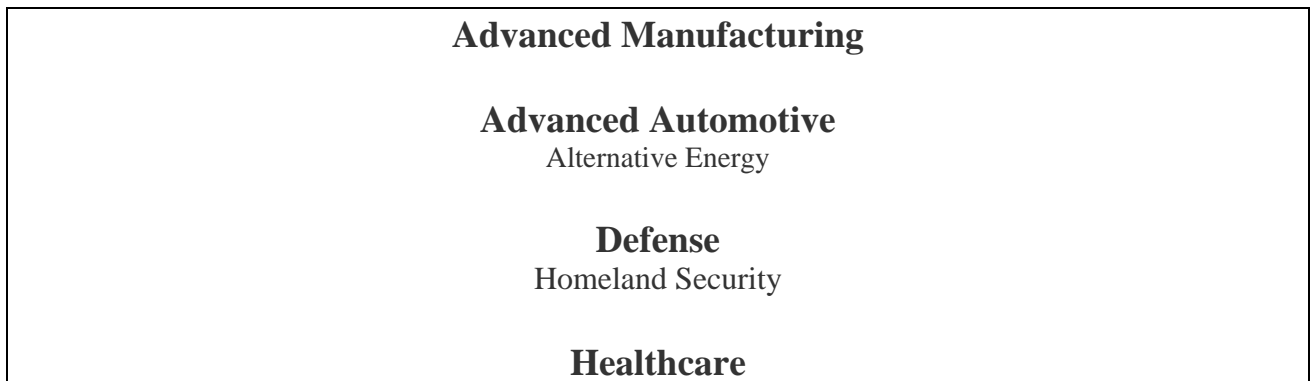 Advanced Manufacturing
Advanced Automotive
Alternative Energy
Defense
Homeland Security
Healthcare